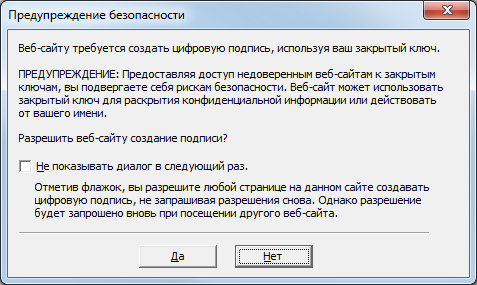 Предупреждение безопасности
Веб-сайту требуется создать цифровую подпись, используя ваш закрытый ключ.
ПРЕДУПРЕЖДЕНИЕ: Предоставляя доступ недоверенным веб-сайтам к закрытым
ключам, вы подвергаете себя рискам безопасности. Веб-сайт может использовать
закрытый ключ для раскрытия конфиденциальной информации или действовать
от вашего имени.
Разрешить веб-сайту создание подписи?
Не показывать диалог в следующий раз.
Отметив флажок, вы разрешите любой странице на данном сайте создавать
цифровую подпись, не запрашивая разрешения снова. Однако разрешение
будет запрошено вновь при посещении другого веб-сайта.
Да
Нет